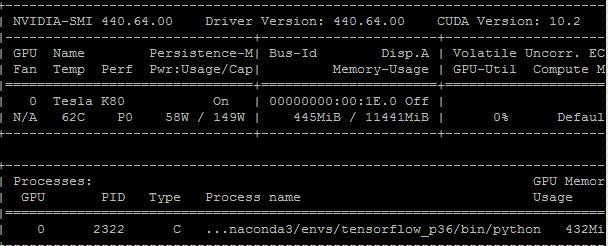 NVIDIA-SMI 440.64.00 Driver Version: 440.64.00 CUDA Version: 10.2
GPU Name Persistence-M| Bus-Id Disp.A | Volatile Uncorr. EC
Fan Temp Perf Pwr:Usage/Cap| Memory-Usage | GPU-Util Compute M
0 Tesla K80 On | 00000000:00:1E.0 Off |
N/A 62C P0 58W / 149W | 445MiB / 11441MiB | 0% Defaul
Processes: GPU Memor
GPU PID Type Process name Usage
0 2322 C ...naconda3/envs/tensorflow_p36/bin/python 432Mi